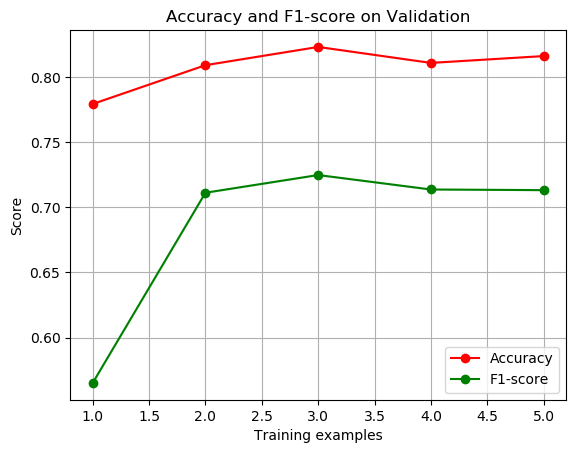 Accuracy and F1-score on Validation
0.80
0.75
0.70
0.65
0.60
Score
1.0 1.5 2.0 2.5 3.0 3.5 4.0 4.5 5.0
Training examples
Accuracy
F1-score